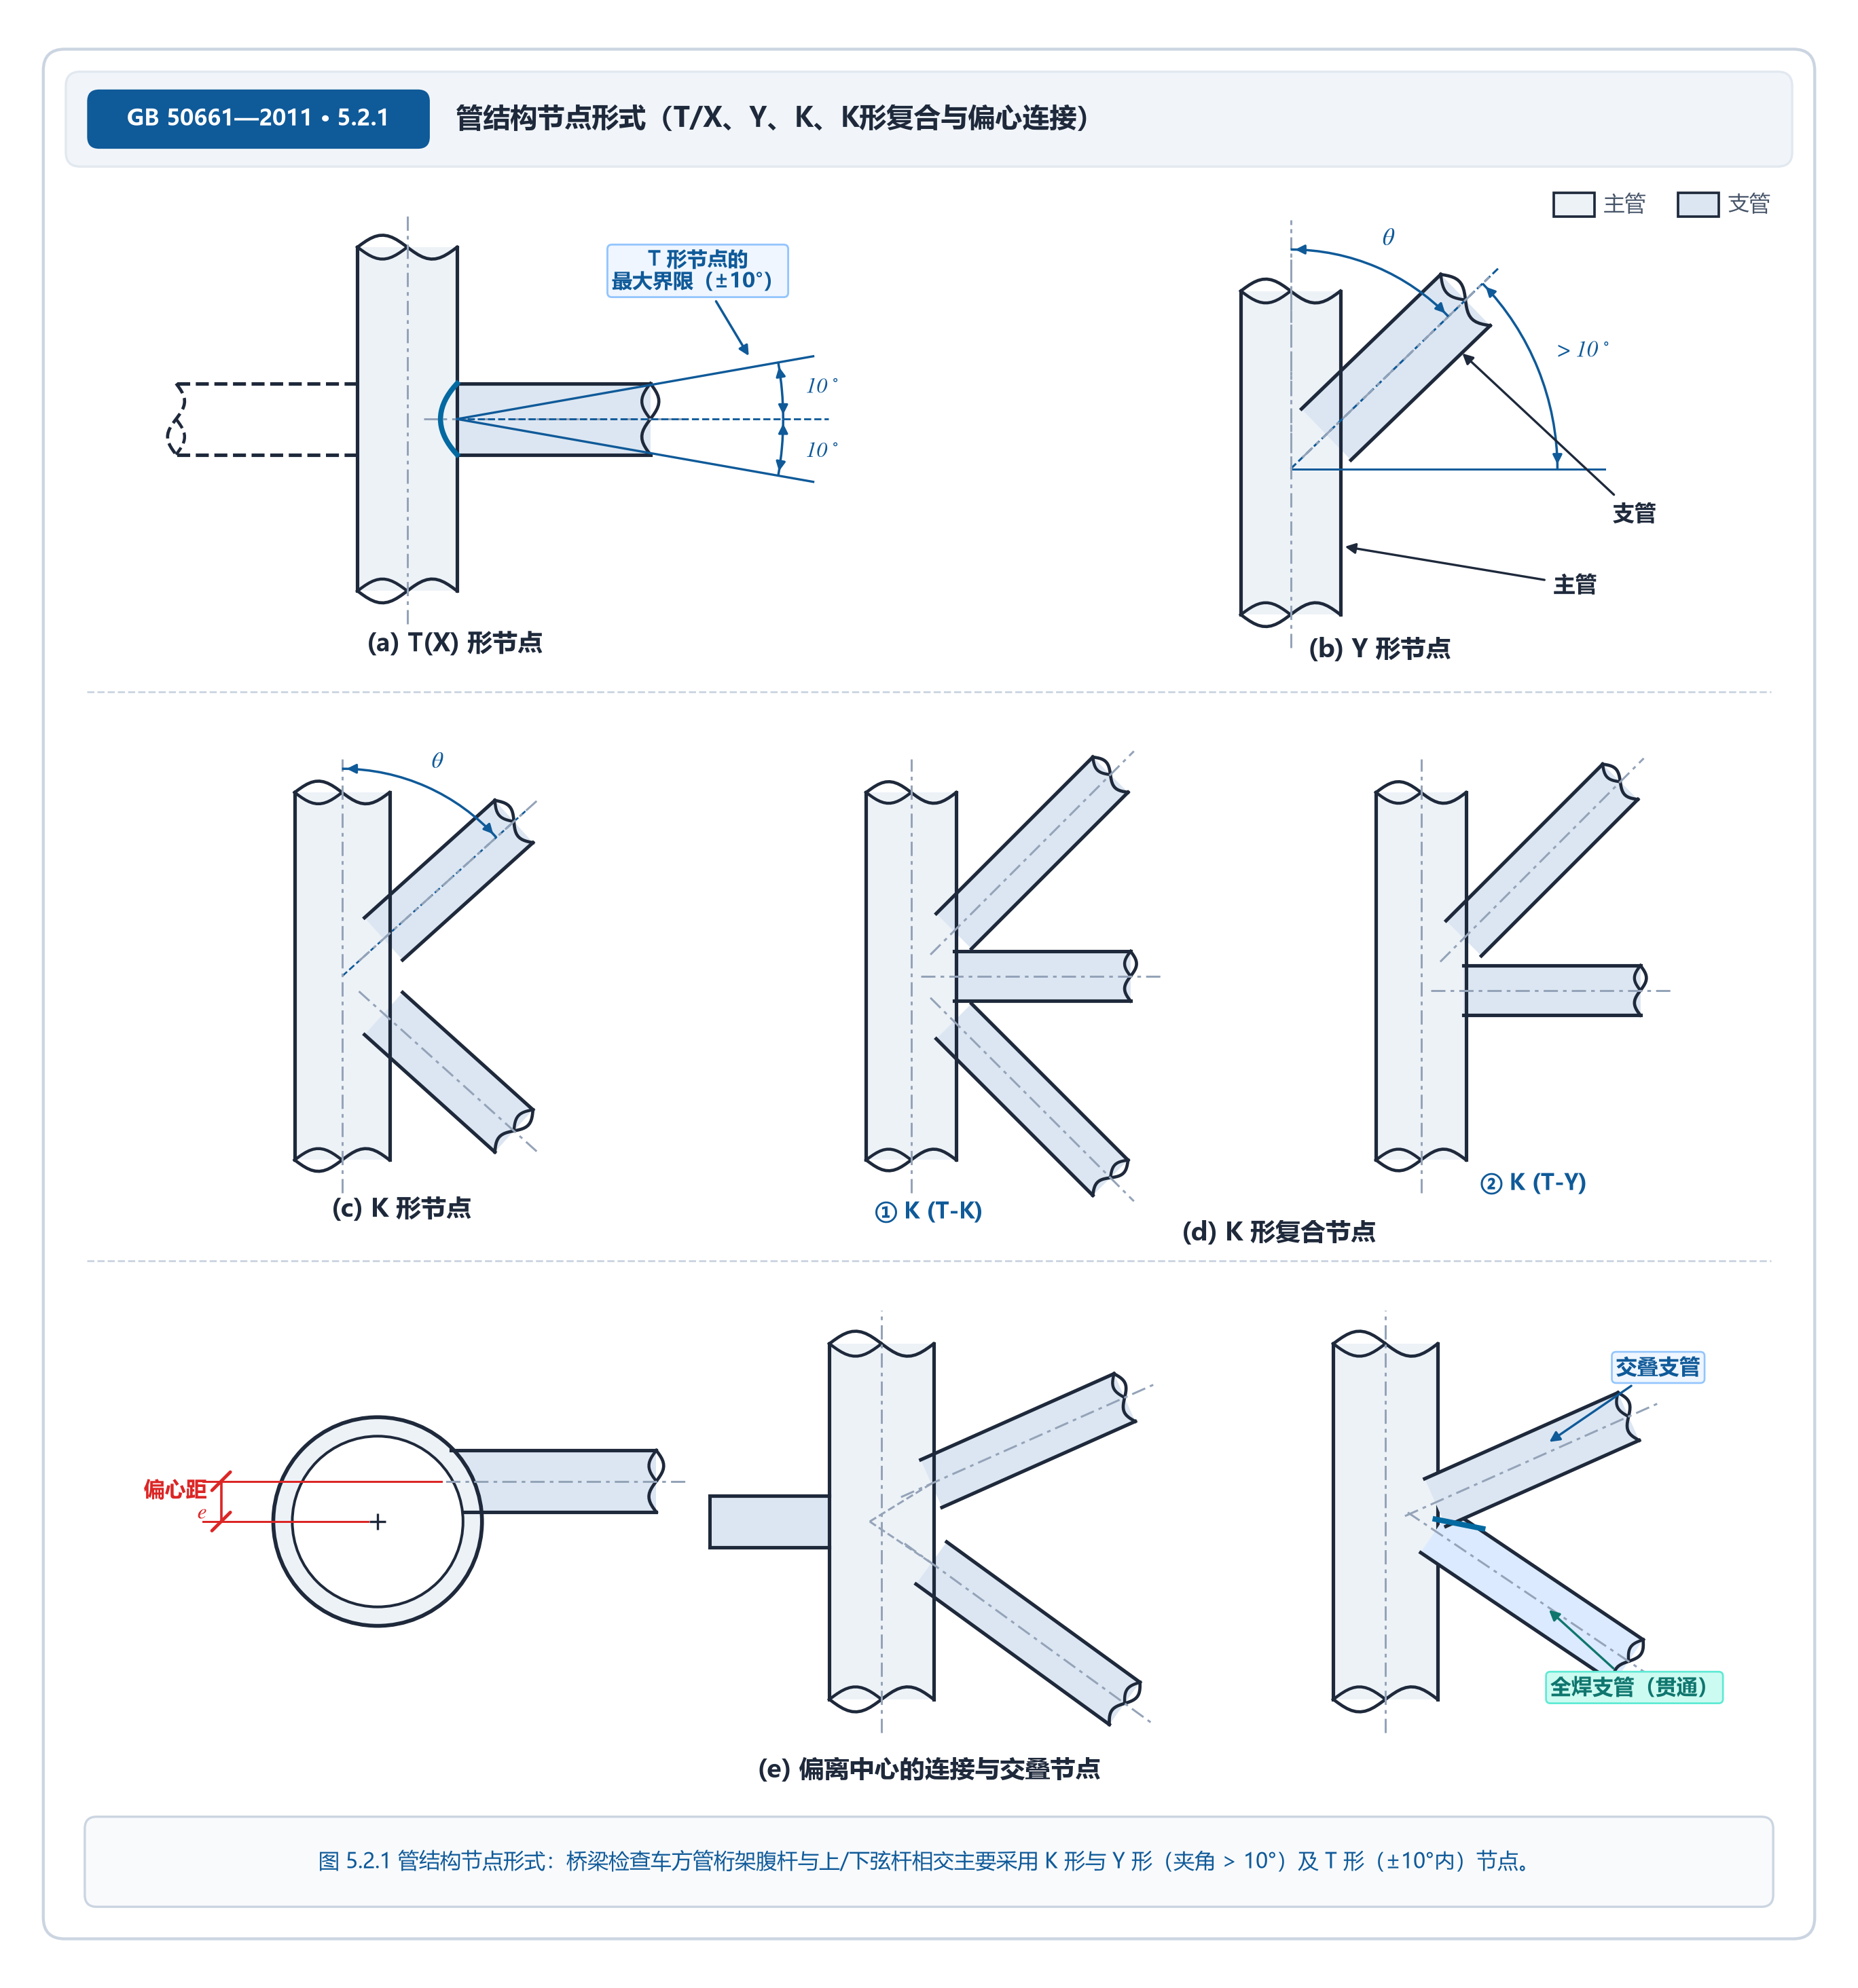 GB 50661—2011 • 5.2.1
管结构节点形式（T/X、Y、K、K形复合与偏心连接）
主管
支管
T 形节点的
最大界限（±10°）
10°
10°
(a) T(X) 形节点
θ
> 10°
支管
主管
(b) Y 形节点
θ
(c) K 形节点
① K (T-K)
② K (T-Y)
(d) K 形复合节点
偏心距
e
交叠支管
全焊支管（贯通）
(e) 偏离中心的连接与交叠节点
图 5.2.1 管结构节点形式：桥梁检查车方管桁架腹杆与上/下弦杆相交主要采用 K 形与 Y 形（夹角 > 10°）及 T 形（±10°内）节点。